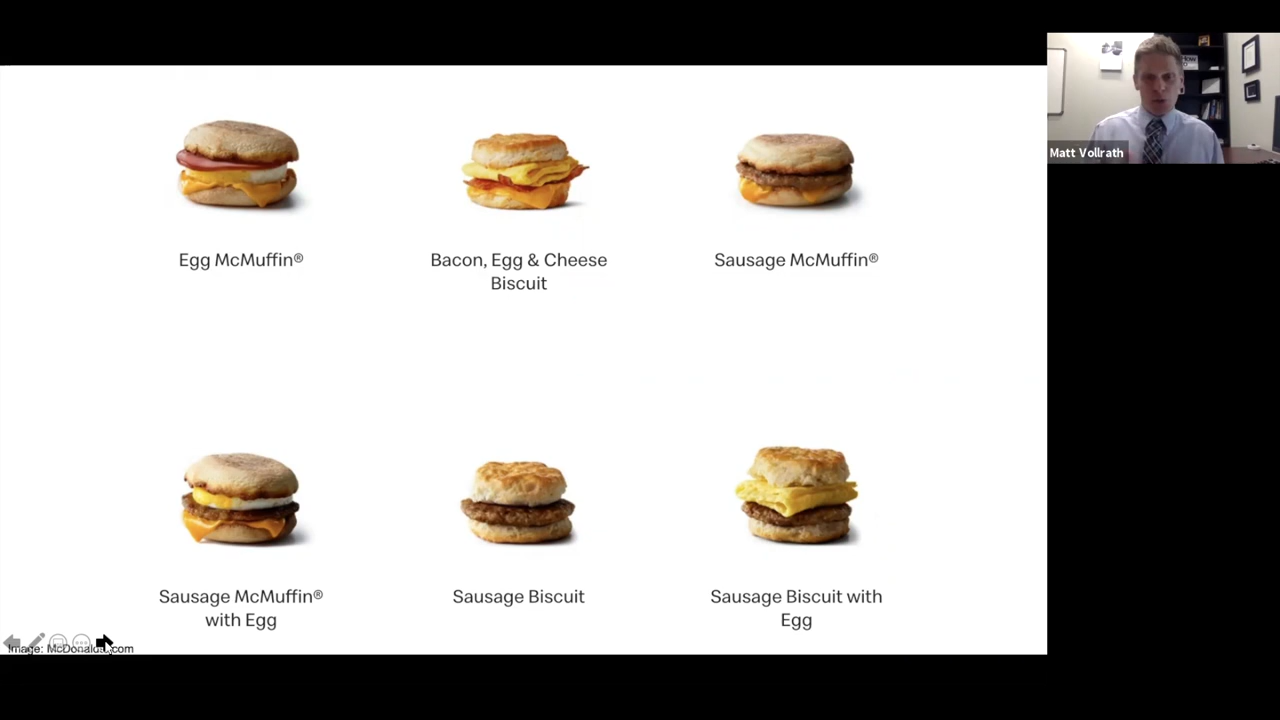 Matt Vollrath
Egg McMuffin®
Bacon, Egg & Cheese
Biscuit
Sausage McMuffin®
Sausage McMuffin®
with Egg
Sausage Biscuit
Sausage Biscuit with
Egg
Image: McDonalds.com